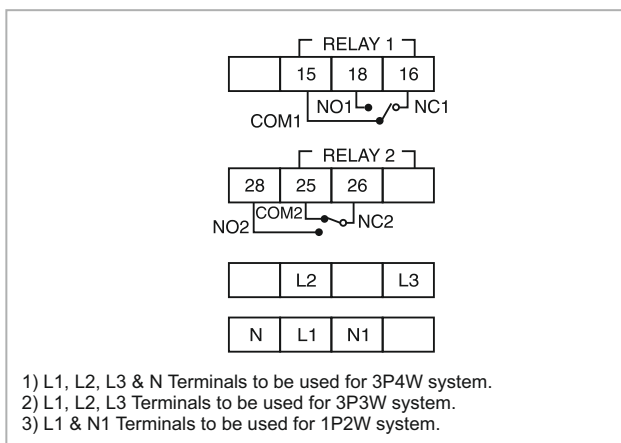 RELAY 1
15 18 16
NO1 NC1
COM1
RELAY 2
28 25 26
COM2
NO2 NC2
L2 L3
N L1 N1
1) L1, L2, L3 & N Terminals to be used for 3P4W system.
2) L1, L2, L3 Terminals to be used for 3P3W system.
3) L1 & N1 Terminals to be used for 1P2W system.